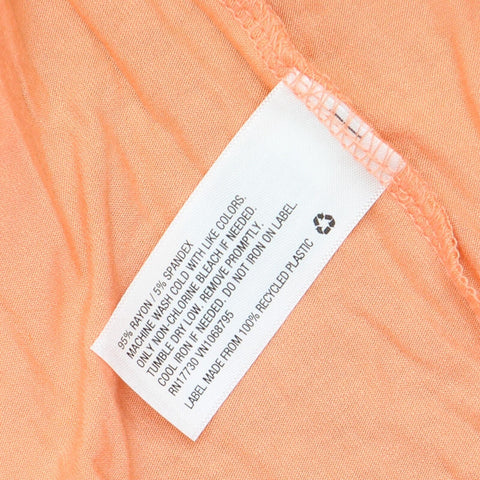 95% RAYON / 5% SPANDEX
MACHINE WASH COLD WITH LIKE COLORS.
ONLY NON-CHLORINE BLEACH IF NEEDED.
TUMBLE DRY LOW. REMOVE PROMPTLY.
COOL IRON IF NEEDED. DO NOT IRON ON LABEL.
RN17730 VN1068795
LABEL MADE FROM 100% RECYCLED PLASTIC